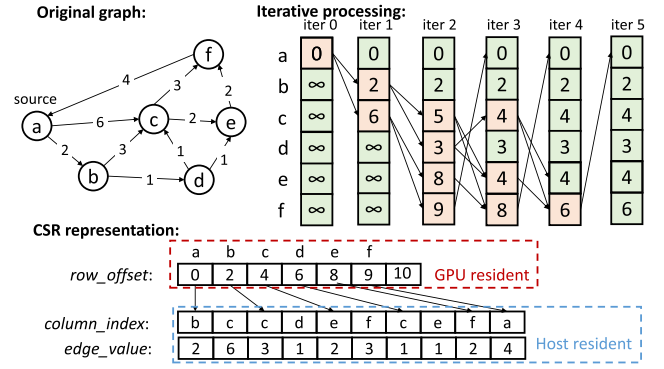 Original graph:
Iterative processing:
iter 0 iter 1 iter 2 iter 3 iter 4 iter 5
f
4
3
2
source
a
6
c
2
e
2
3
1
1
b
1
d
a 0 0 0 0 0 0
b ∞ 2 2 2 2 2
c ∞ 6 5 4 4 4
d ∞ ∞ 3 3 3 3
e ∞ ∞ 8 4 4 4
f ∞ ∞ 9 8 6 6
CSR representation:
a b c d e f
row_offset: 0 2 4 6 8 9 10 GPU resident
column_index: b c c d e f c e f a
Host resident
edge_value: 2 6 3 1 2 3 1 1 2 4